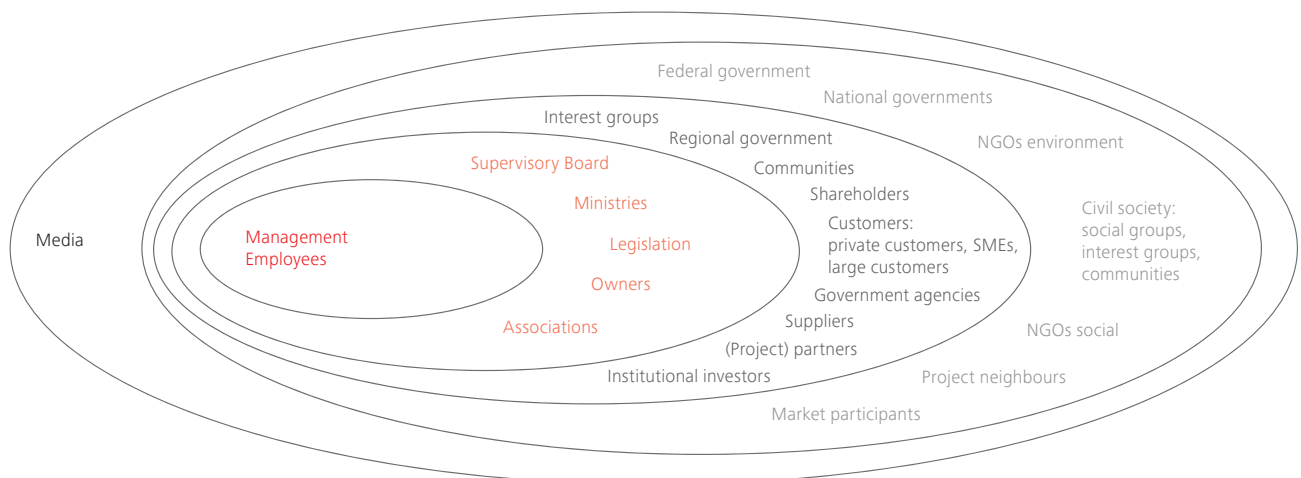 Federal government
National governments
Interest groups
Regional government
NGOs environment
Supervisory Board
Communities
Shareholders
Ministries
Civil society:
social groups,
interest groups,
communities
Customers:
private customers, SMEs,
large customers
Media
Management
Employees
Legislation
Owners
Government agencies
Associations
Suppliers
NGOs social
(Project) partners
Institutional investors
Project neighbours
Market participants